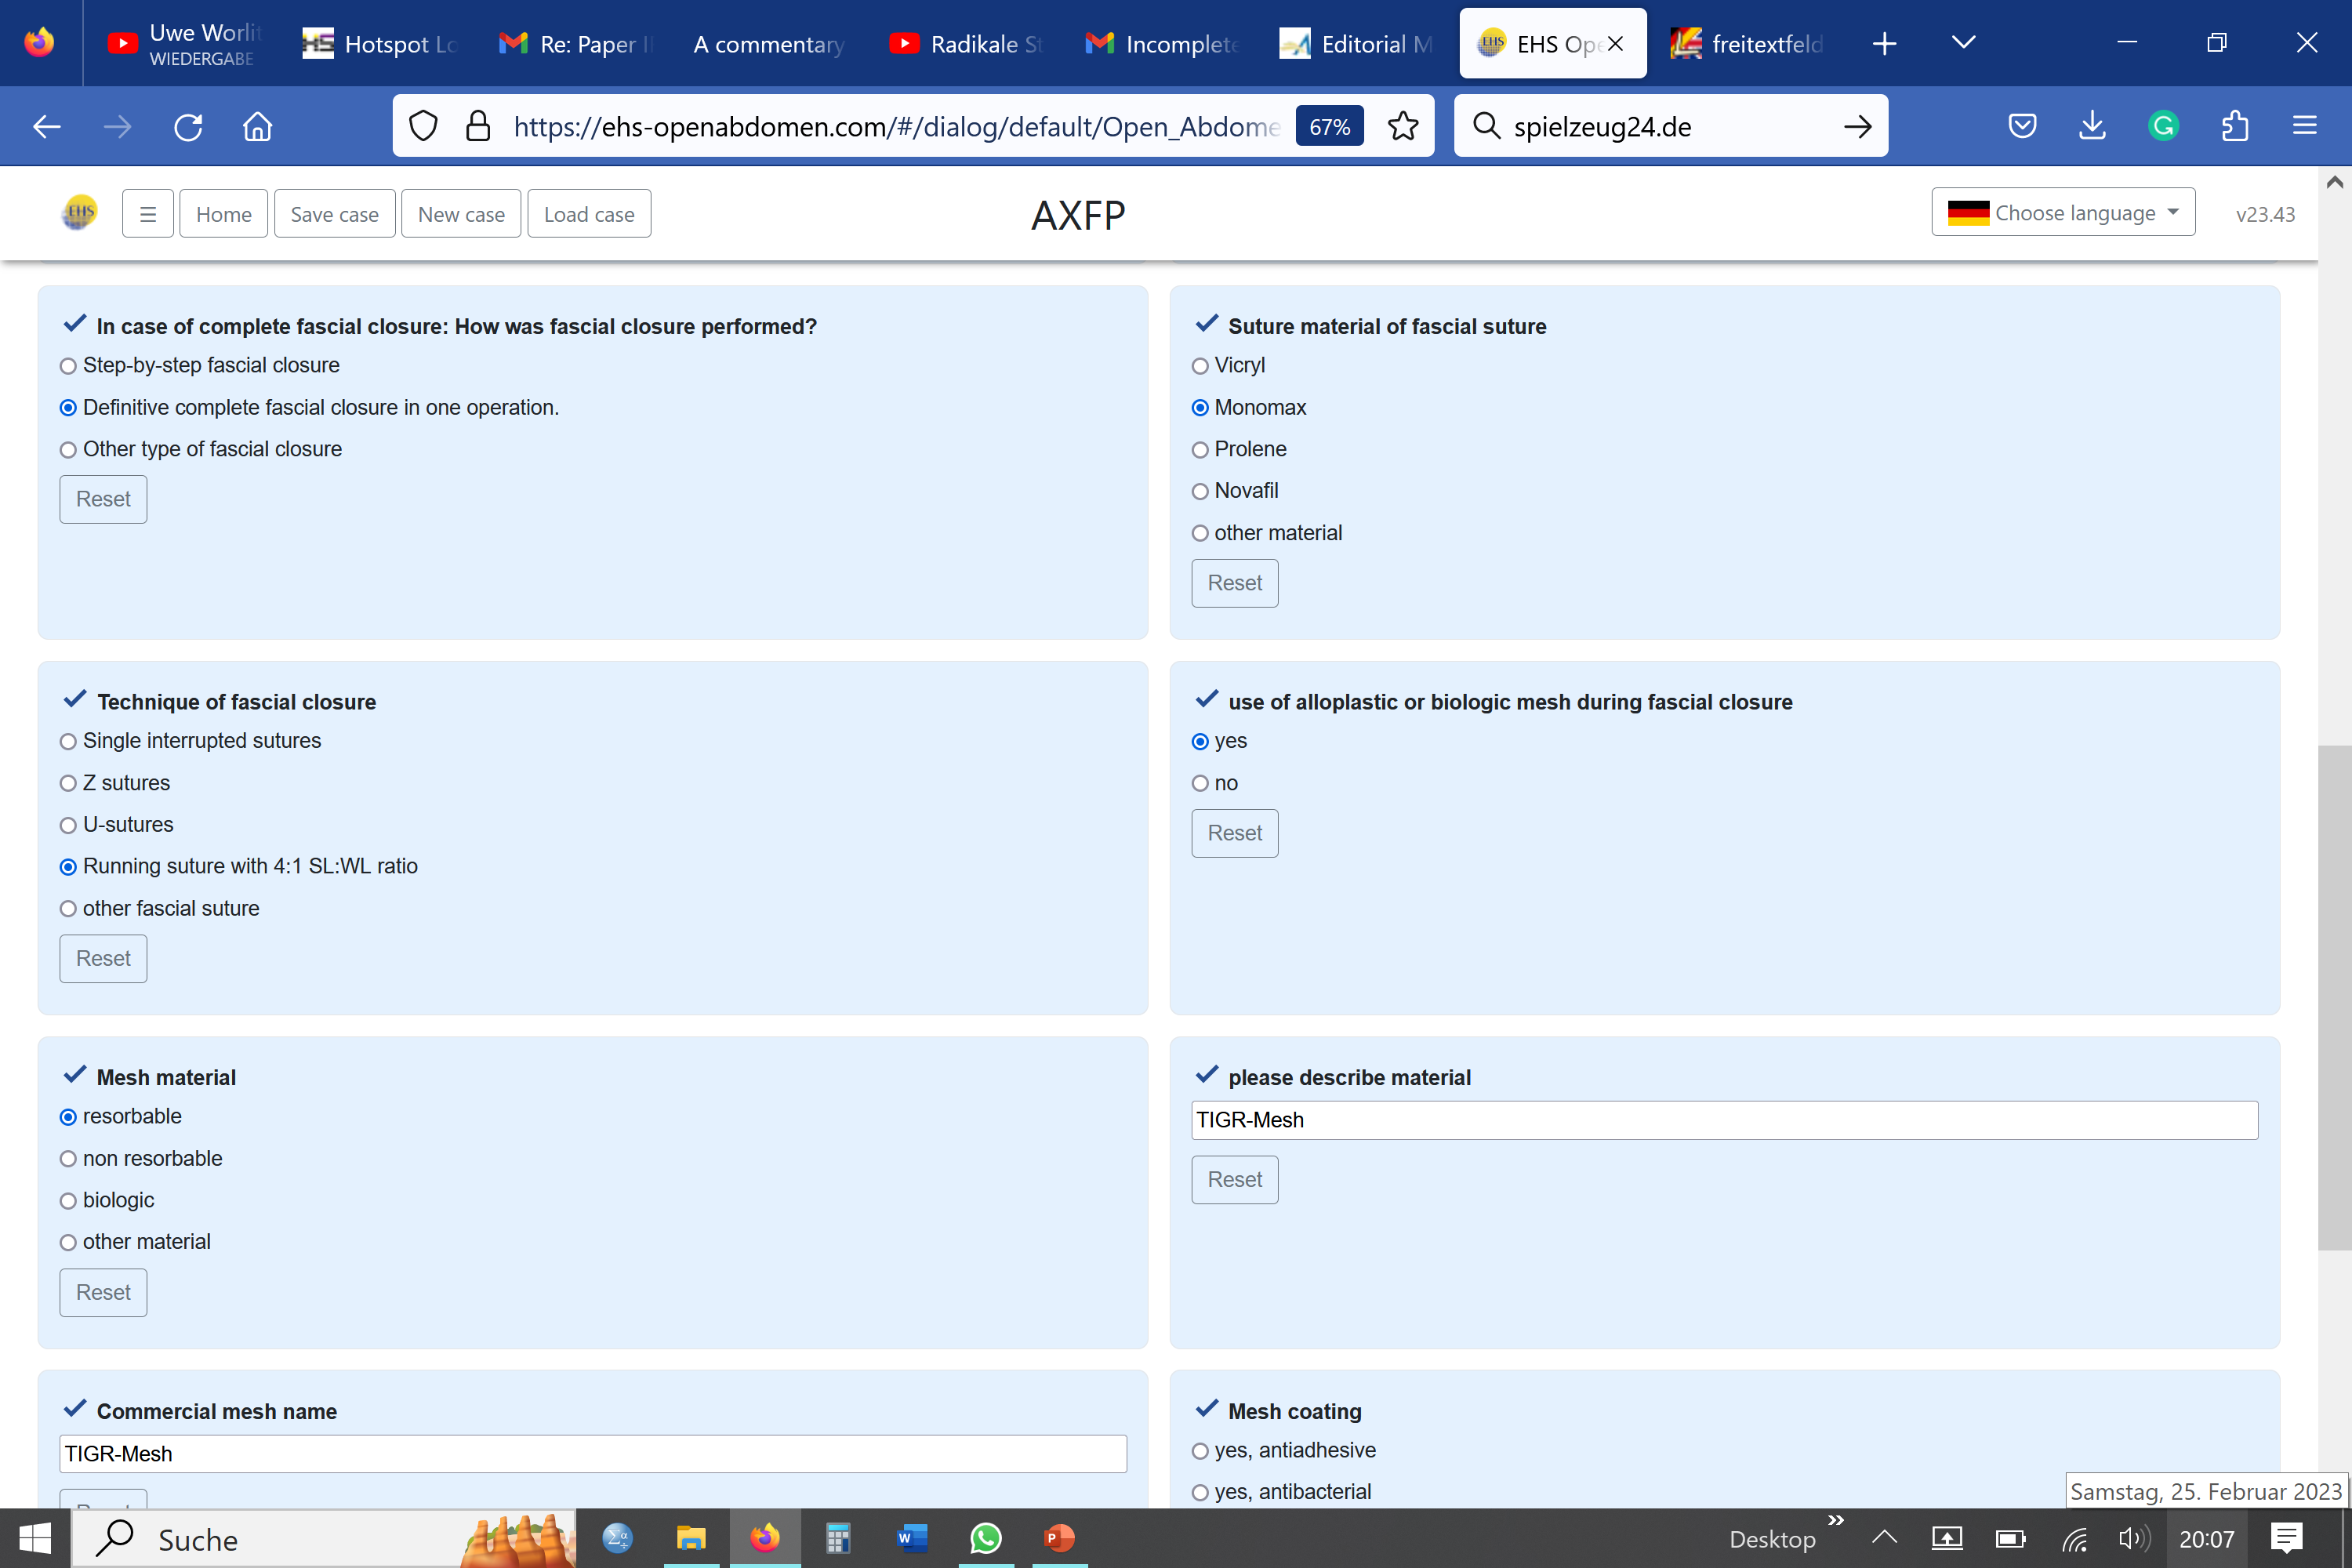 Uwe Worlit
WIEDERGABE
Hotspot Lo
Re: Paper I
A commentary
Radikale St
Incomplete
Editorial M
EHS Ope
freitextfeld
https://ehs-openabdomen.com/#/dialog/default/Open_Abdome
67%
spielzeug24.de
EHS
Home
Save case
New case
Load case
AXFP
Choose language
v23.43
In case of complete fascial closure: How was fascial closure performed?
Step-by-step fascial closure
Definitive complete fascial closure in one operation.
Other type of fascial closure
Reset
Suture material of fascial suture
Vicryl
Monomax
Prolene
Novafil
other material
Reset
Technique of fascial closure
Single interrupted sutures
Z sutures
U-sutures
Running suture with 4:1 SL:WL ratio
other fascial suture
Reset
use of alloplastic or biologic mesh during fascial closure
yes
no
Reset
Mesh material
resorbable
non resorbable
biologic
other material
Reset
please describe material
TIGR-Mesh
Reset
Commercial mesh name
TIGR-Mesh
Reset
Mesh coating
yes, antiadhesive
yes, antibacterial
Samstag, 25. Februar 2023
Suche
Desktop
20:07